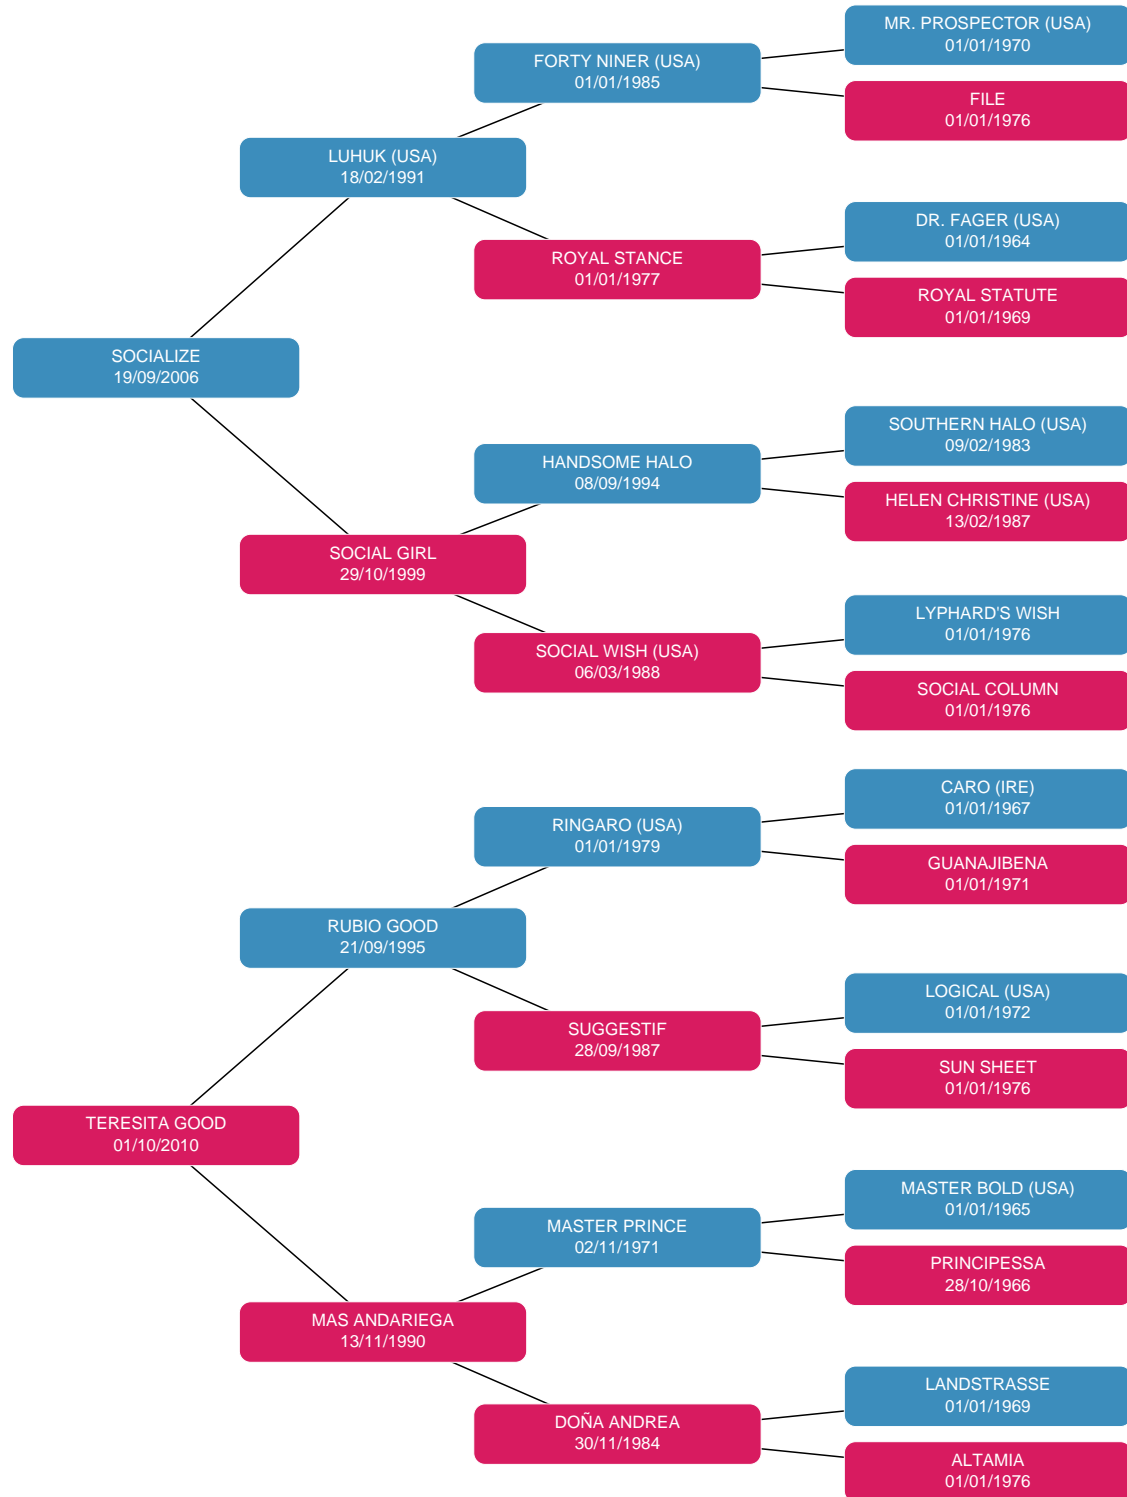 MR. PROSPECTOR (USA)
01/01/1970
FORTY NINER (USA)
01/01/1985
FILE
01/01/1976
LUHUK (USA)
18/02/1991
DR. FAGER (USA)
01/01/1964
ROYAL STANCE
01/01/1977
ROYAL STATUTE
01/01/1969
SOCIALIZE
19/09/2006
SOUTHERN HALO (USA)
09/02/1983
HANDSOME HALO
08/09/1994
HELEN CHRISTINE (USA)
13/02/1987
SOCIAL GIRL
29/10/1999
LYPHARD'S WISH
01/01/1976
SOCIAL WISH (USA)
06/03/1988
SOCIAL COLUMN
01/01/1976
CARO (IRE)
01/01/1967
RINGARO (USA)
01/01/1979
GUANAJIBENA
01/01/1971
RUBIO GOOD
21/09/1995
LOGICAL (USA)
01/01/1972
SUGGESTIF
28/09/1987
SUN SHEET
01/01/1976
TERESITA GOOD
01/10/2010
MASTER BOLD (USA)
01/01/1965
MASTER PRINCE
02/11/1971
PRINCIPESSA
28/10/1966
MAS ANDARIEGA
13/11/1990
LANDSTRASSE
01/01/1969
DOÑA ANDREA
30/11/1984
ALTAMIA
01/01/1976